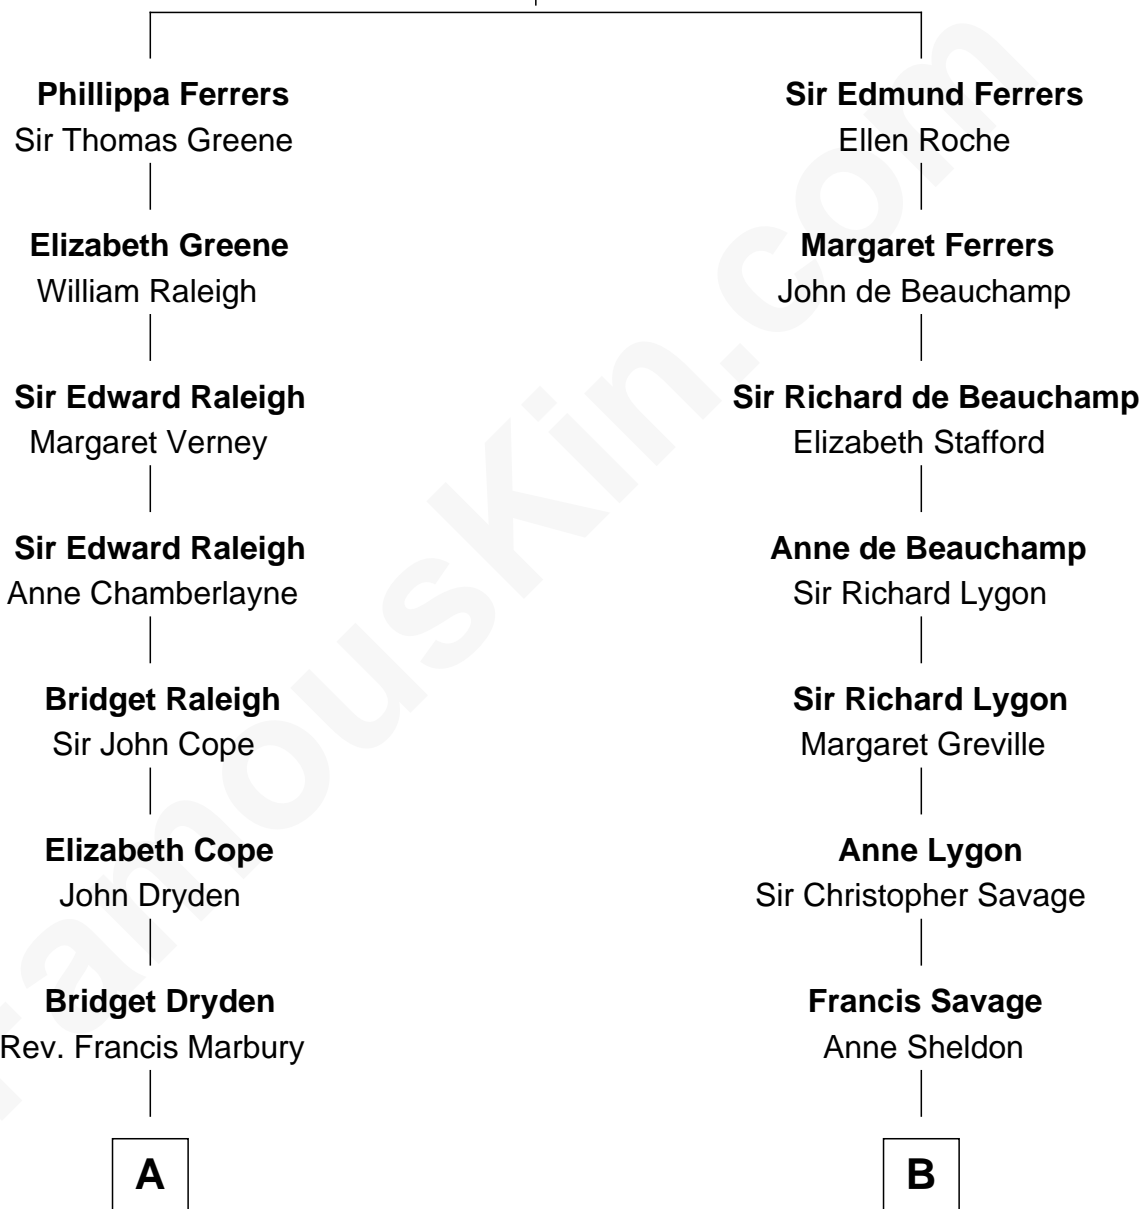 Phillippa Ferrers
Sir Thomas Greene
Elizabeth Greene
William Raleigh
Sir Edward Raleigh
Margaret Verney
Sir Edward Raleigh
Anne Chamberlayne
Bridget Raleigh
Sir John Cope
Elizabeth Cope
John Dryden
Bridget Dryden
Rev. Francis Marbury
A
Sir Edmund Ferrers
Ellen Roche
Margaret Ferrers
John de Beauchamp
Sir Richard de Beauchamp
Elizabeth Stafford
Anne de Beauchamp
Sir Richard Lygon
Sir Richard Lygon
Margaret Greville
Anne Lygon
Sir Christopher Savage
Francis Savage
Anne Sheldon
B
FamousKin.com